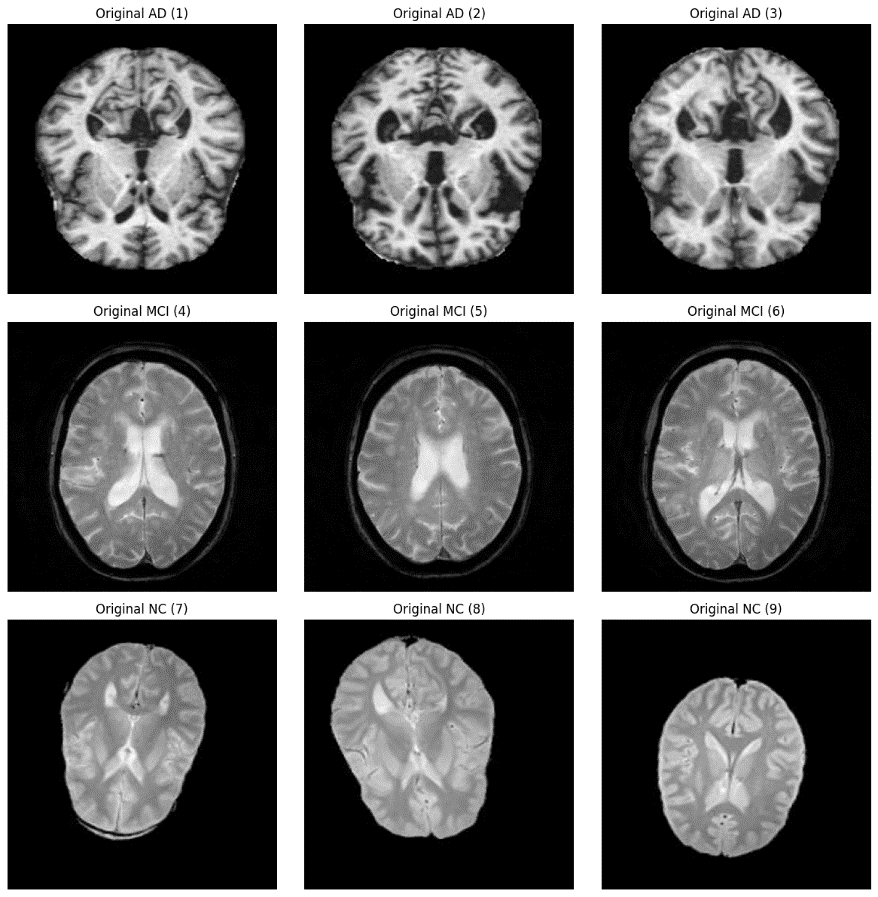 Original AD (1)
Original AD (2)
Original AD (3)
Original MCI (4)
Original MCI (5)
Original MCI (6)
Original NC (7)
Original NC (8)
Original NC (9)